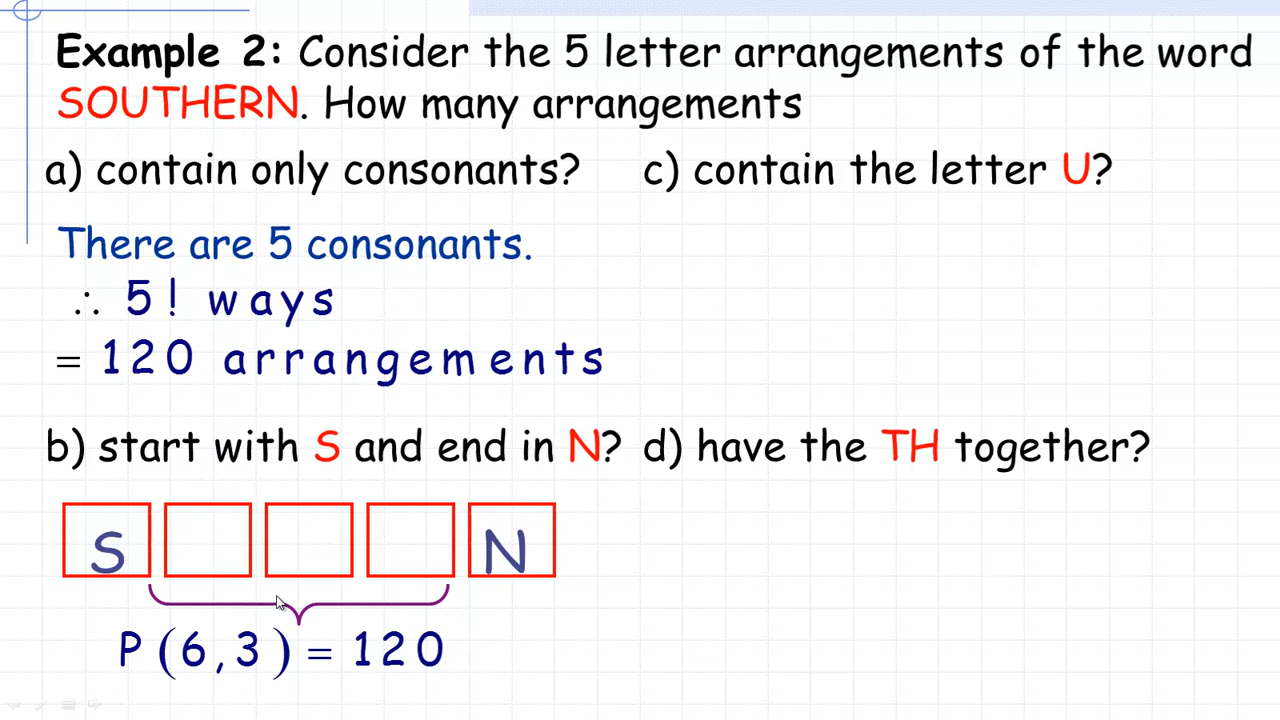 Example 2: Consider the 5 letter arrangements of the word
SOUTHERN. How many arrangements
a) contain only consonants?
There are 5 consonants.
∴ 5! ways
= 120 arrangements
b) start with S and end in N?
S N
P(6,3) = 120
c) contain the letter U?
d) have the TH together?